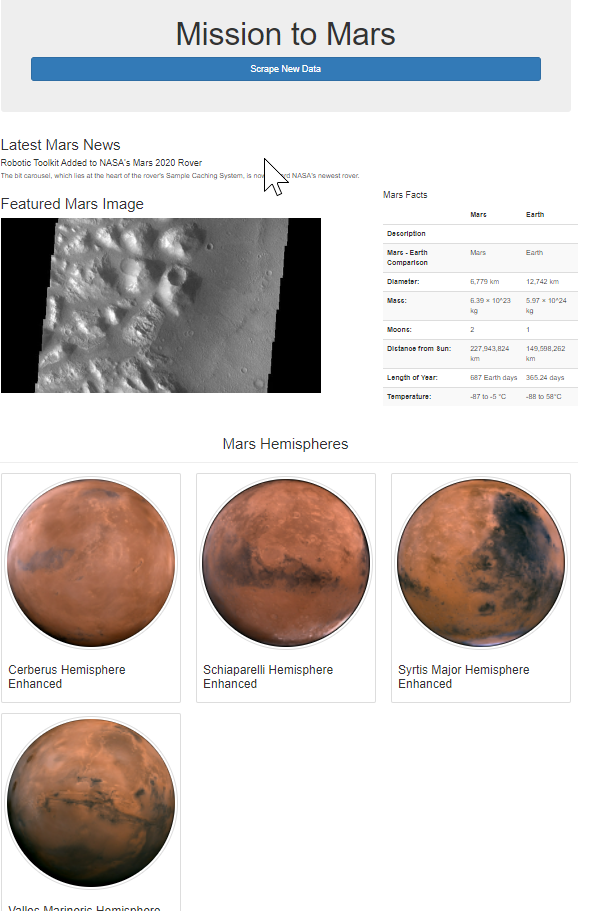 Mission to Mars
Scrape New Data
Latest Mars News
Robotic Toolkit Added to NASA's Mars 2020 Rover
The bit carousel, which lies at the heart of the rover's Sample Caching System, is now NASA's newest rover.
Featured Mars Image
Mars Facts
Mars Earth
Description
Mars - Earth Comparison Mars Earth
Diameter: 6,779 km 12,742 km
Mass: 6.39 × 10^23 kg 5.97 × 10^24 kg
Moons: 2 1
Distance from Sun: 227,943,824 km 149,598,262 km
Length of Year: 687 Earth days 365.24 days
Temperature: -87 to -5 °C -88 to 58°C
Mars Hemispheres
Cerberus Hemisphere
Enhanced
Schiaparelli Hemisphere
Enhanced
Syrtis Major Hemisphere
Enhanced
Valles Marineris Hemisphere